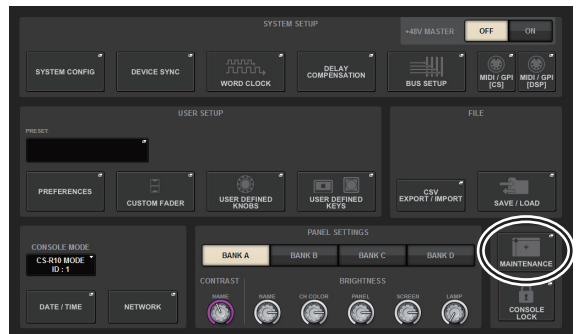 SYSTEM SETUP
+48V MASTER
OFF
ON
SYSTEM CONFIG
DEVICE SYNC
WORD CLOCK
DELAY
COMPENSATION
BUS SETUP
MIDI / GPI
[CS]
MIDI / GPI
[DSP]
USER SETUP
PRESET
PREFERENCES
CUSTOM FADER
USER DEFINED
KNOBS
USER DEFINED
KEYS
FILE
CSV
EXPORT / IMPORT
SAVE / LOAD
CONSOLE MODE
CS-R10 MODE
ID : 1
DATE / TIME
NETWORK
PANEL SETTINGS
BANK A
BANK B
BANK C
BANK D
CONTRAST
BRIGHTNESS
NAME
NAME
CH COLOR
PANEL
SCREEN
LAMP
MAINTENANCE
CONSOLE
LOCK